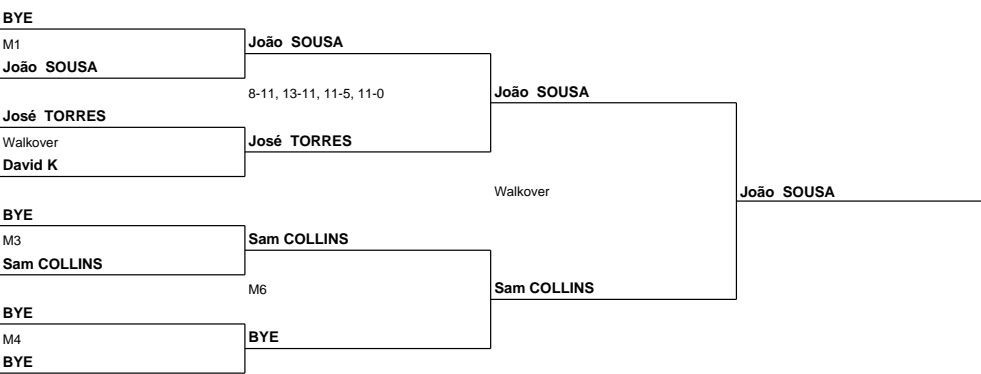 BYE
M1
João SOUSA
João SOUSA
8-11, 13-11, 11-5, 11-0
João SOUSA
José TORRES
Walkover
José TORRES
David K
Walkover
João SOUSA
BYE
M3
Sam COLLINS
Sam COLLINS
M6
Sam COLLINS
BYE
M4
BYE
BYE